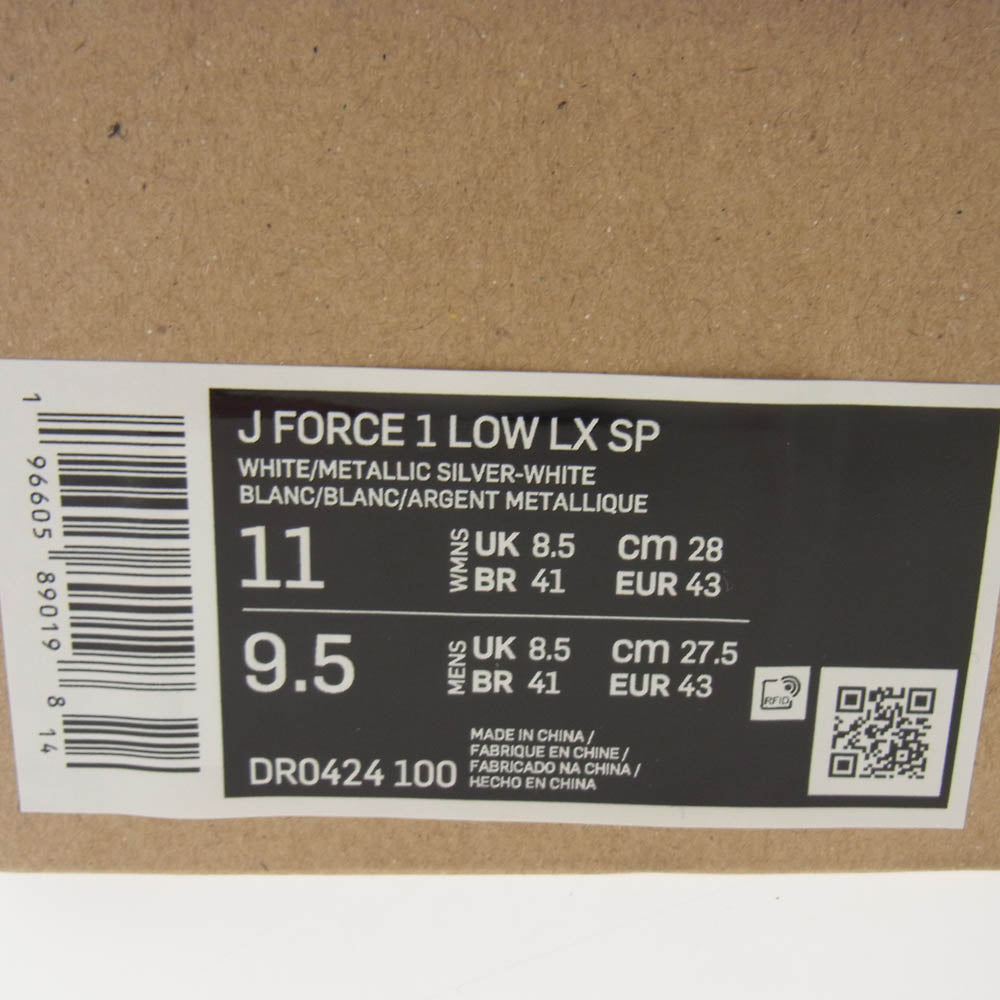 J FORCE 1 LOW LX SP
WHITE/METALLIC SILVER-WHITE
BLANC/BLANC/ARGENT METALLIQUE
11
WMNS
UK 8.5 cm 28
BR 41 EUR 43
9.5
MENS
UK 8.5 cm 27.5
BR 41 EUR 43
DR0424 100
MADE IN CHINA /
FABRIQUE EN CHINE /
FABRICADO NA CHINA /
HECHO EN CHINA
RFID
1 96605 89019 8 14